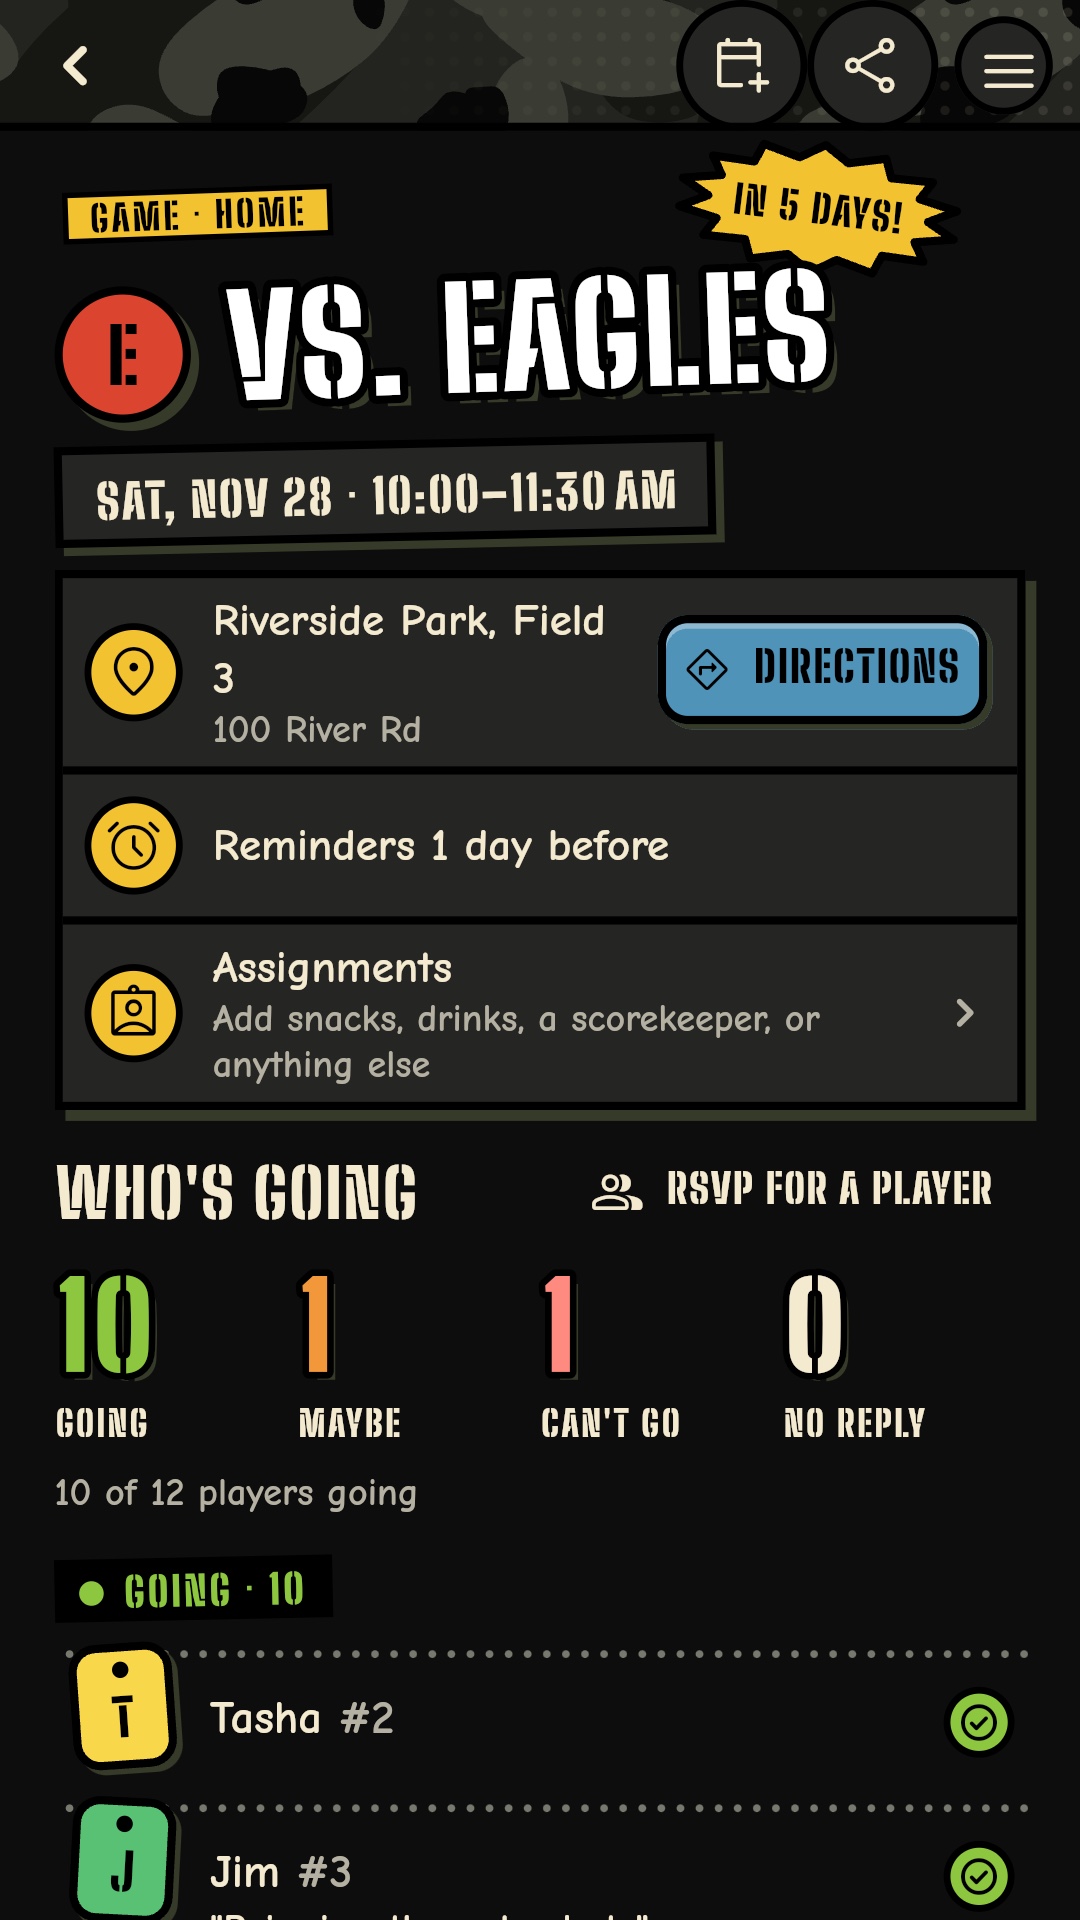 GAME · HOME
IN 5 DAYS!
E
VS. EAGLES
SAT, NOV 28 · 10:00–11:30 AM
Riverside Park, Field
3
100 River Rd
DIRECTIONS
Reminders 1 day before
Assignments
Add snacks, drinks, a scorekeeper, or
anything else
WHO'S GOING
RSVP FOR A PLAYER
10
GOING
1
MAYBE
1
CAN'T GO
0
NO REPLY
10 of 12 players going
GOING · 10
T
Tasha #2
J
Jim #3